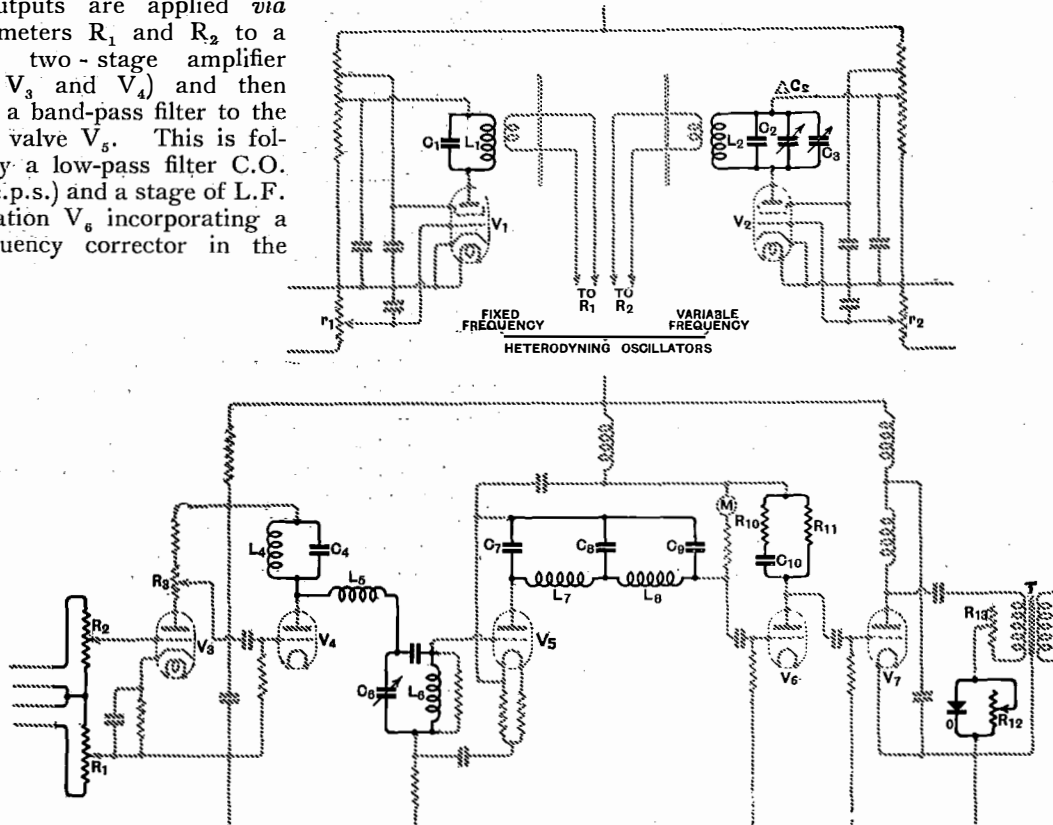 utputs are applied via
meters R₁ and R₂ to a
two-stage amplifier
V₃ and V₄) and then
a band-pass filter to the
valve V₅. This is fol-
y a low-pass filter C.O.
c.p.s.) and a stage of L.F.
ation V₆ incorporating a
uency corrector in the
C₁ L₁
V₁
△C₂
L₂ C₂ C₃
V₂
r₁
r₂
TO R₁
TO R₂
FIXED FREQUENCY
VARIABLE FREQUENCY
HETERODYNING OSCILLATORS
R₂
R₁
R₃
V₃
L₄ C₄
V₄
L₅
C₆ L₆
V₅
C₇ C₈ C₉
L₇ L₈
M
R₁₀ R₁₁
C₁₀
V₆
V₇
R₁₃
T
R₁₂